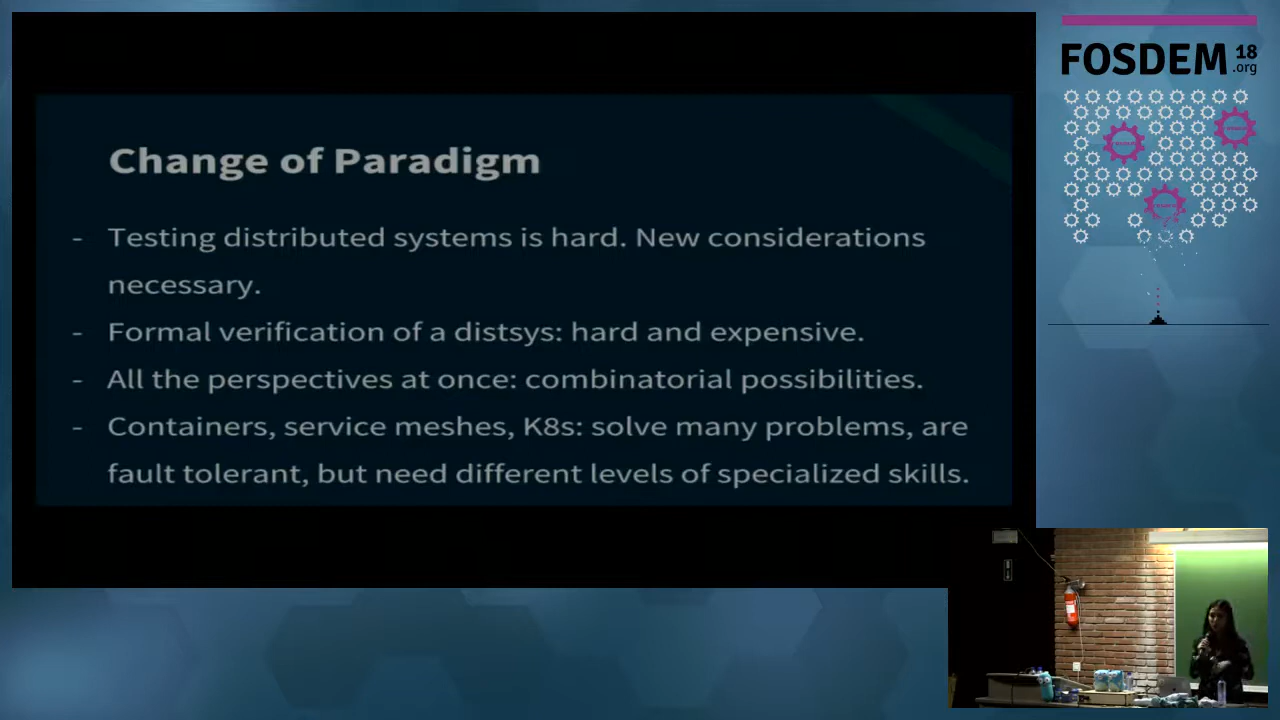 FOSDEM 18
.org
Change of Paradigm
- Testing distributed systems is hard. New considerations
necessary.
- Formal verification of a distsys: hard and expensive.
- All the perspectives at once: combinatorial possibilities.
- Containers, service meshes, K8s: solve many problems, are
fault tolerant, but need different levels of specialized skills.